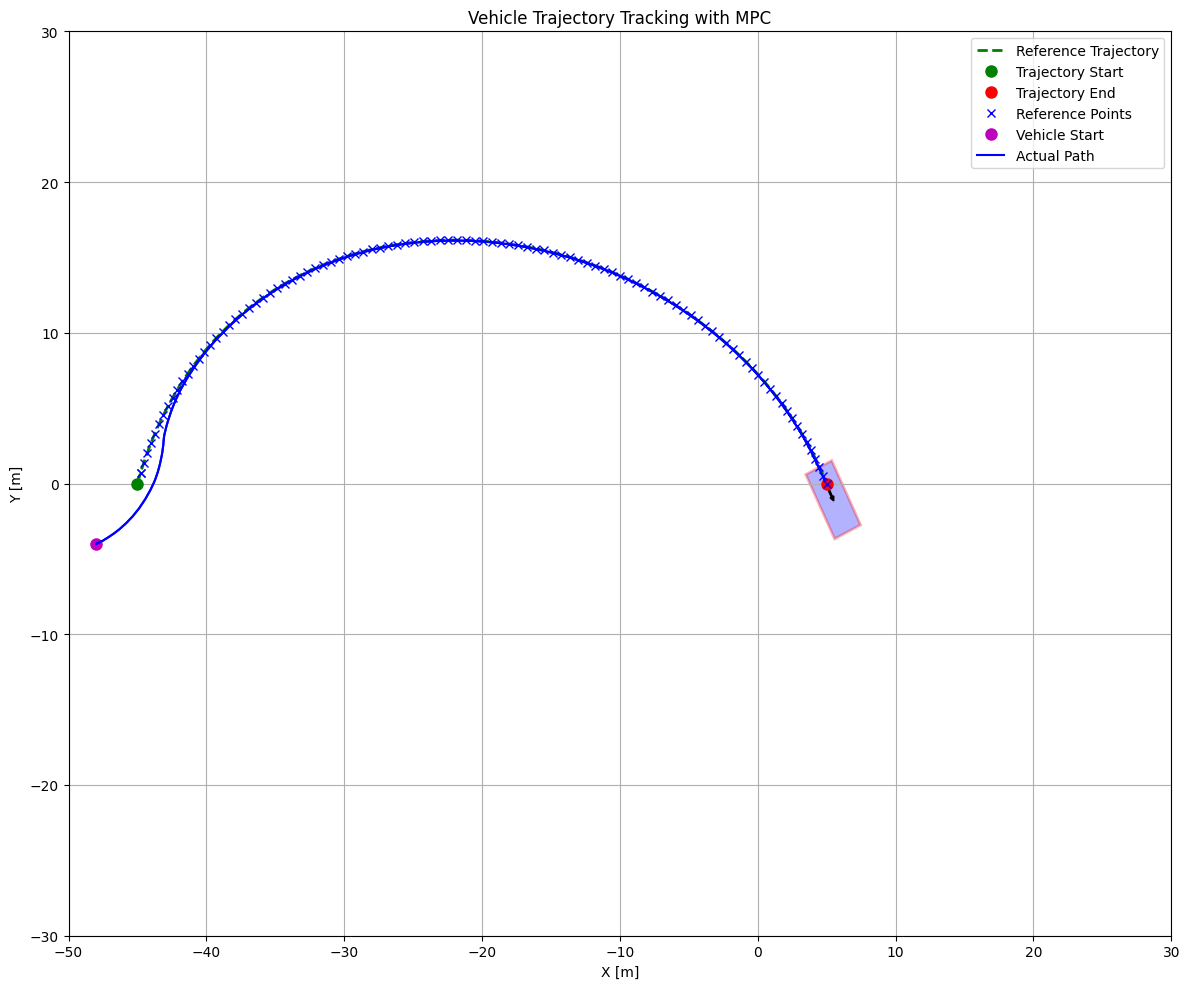 Vehicle Trajectory Tracking with MPC
Reference Trajectory
Trajectory Start
Trajectory End
Reference Points
Vehicle Start
Actual Path
30
20
10
0
−10
−20
−30
Y [m]
−50
−40
−30
−20
−10
0
10
20
30
X [m]